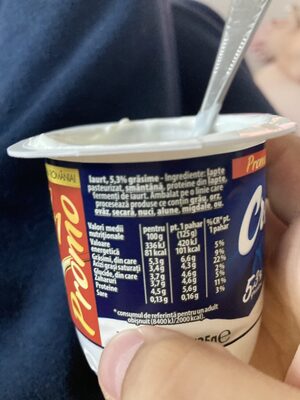 ROMÂNIA!
Iaurt, 5,3% grăsime - Ingrediente: lapte
pasteurizat, smântână, proteine din lapte,
fermenți de iaurt. Ambalat pe o linie care
procesează produse ce conțin grâu, orz,
ovăz, secară, nuci, alune, migdale
Valori medii nutriționale pentru 100 g pt. 1 pahar (125g) %CR* pt. 1 pahar
Valoare energetică 336 kJ 420 kJ
81 kcal 101 kcal 5%
Grăsimi, din care 5,3 g 6,6 g 9%
Acizi grași saturați 3,4 g 4,3 g 22%
Glucide, din care 3,7 g 4,6 g 2%
Zaharuri 3,7 g 4,6 g 5%
Proteine 4,5 g 5,6 g 11%
Sare 0,13 g 0,16 g 3%
* consumul de referință pentru un adult
obișnuit (8400 kJ/2000 kcal).
Promo
5,3%